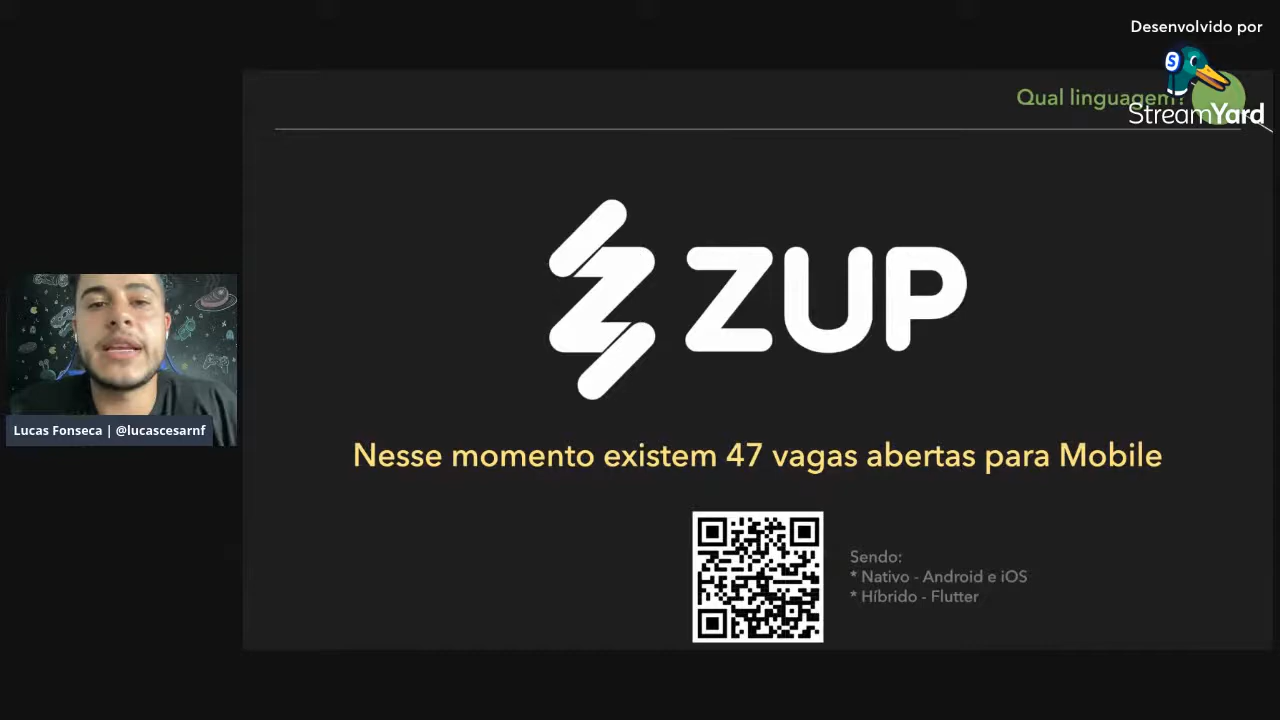 Desenvolvido por
StreamYard
Qual linguagem?
ZUP
Nesse momento existem 47 vagas abertas para Mobile
Sendo:
* Nativo - Android e iOS
* Híbrido - Flutter
Lucas Fonseca | @lucascesarnf